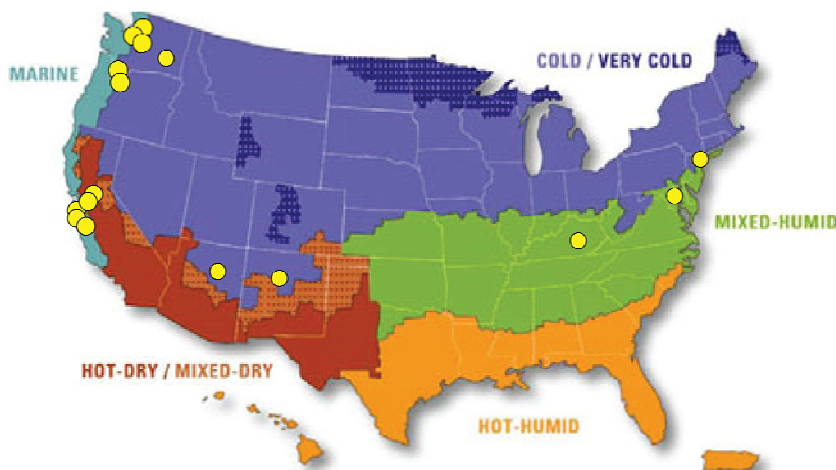 COLD / VERY COLD
MARINE
MIXED-HUMID
HOT-DRY / MIXED-DRY
HOT-HUMID